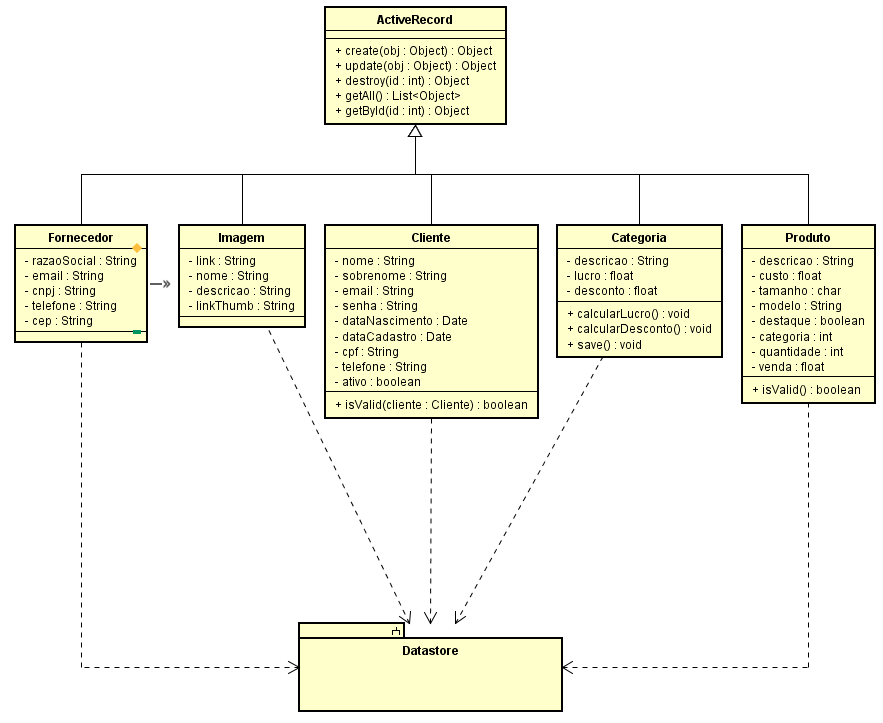 ActiveRecord
+ create(obj : Object) : Object
+ update(obj : Object) : Object
+ destroy(id : int) : Object
+ getAll() : List<Object>
+ getById(id : int) : Object
Fornecedor
- razaoSocial : String
- email : String
- cnpj : String
- telefone : String
- cep : String
Imagem
- link : String
- nome : String
- descricao : String
- linkThumb : String
Cliente
- nome : String
- sobrenome : String
- email : String
- senha : String
- dataNascimento : Date
- dataCadastro : Date
- cpf : String
- telefone : String
- ativo : boolean
+ isValid(cliente : Cliente) : boolean
Categoria
- descricao : String
- lucro : float
- desconto : float
+ calcularLucro() : void
+ calcularDesconto() : void
+ save() : void
Produto
- descricao : String
- custo : float
- tamanho : char
- modelo : String
- destaque : boolean
- categoria : int
- quantidade : int
- venda : float
+ isValid() : boolean
Datastore